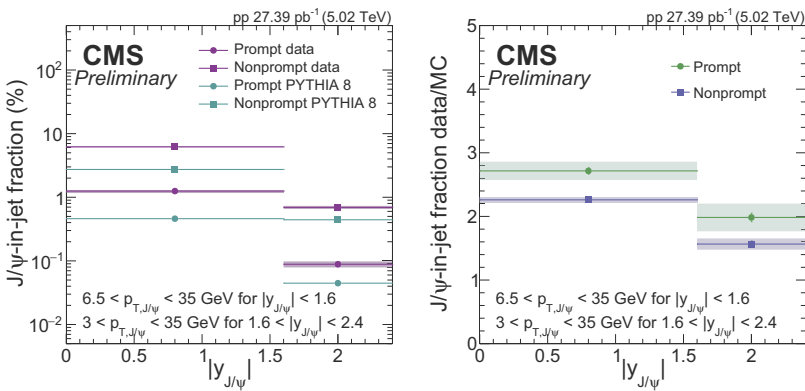 pp 27.39 pb⁻¹ (5.02 TeV)
CMS
Preliminary
Prompt data
Nonprompt data
Prompt PYTHIA 8
Nonprompt PYTHIA 8
J/ψ-in-jet fraction (%)
10²
10
1
10⁻¹
10⁻²
6.5 < p_T,J/ψ < 35 GeV for |y_J/ψ| < 1.6
3 < p_T,J/ψ < 35 GeV for 1.6 < |y_J/ψ| < 2.4
0 0.5 1 1.5 2
|y_J/ψ|
pp 27.39 pb⁻¹ (5.02 TeV)
CMS
Preliminary
Prompt
Nonprompt
J/ψ-in-jet fraction data/MC
5
4
3
2
1
0
6.5 < p_T,J/ψ < 35 GeV for |y_J/ψ| < 1.6
3 < p_T,J/ψ < 35 GeV for 1.6 < |y_J/ψ| < 2.4
0 0.5 1 1.5 2
|y_J/ψ|